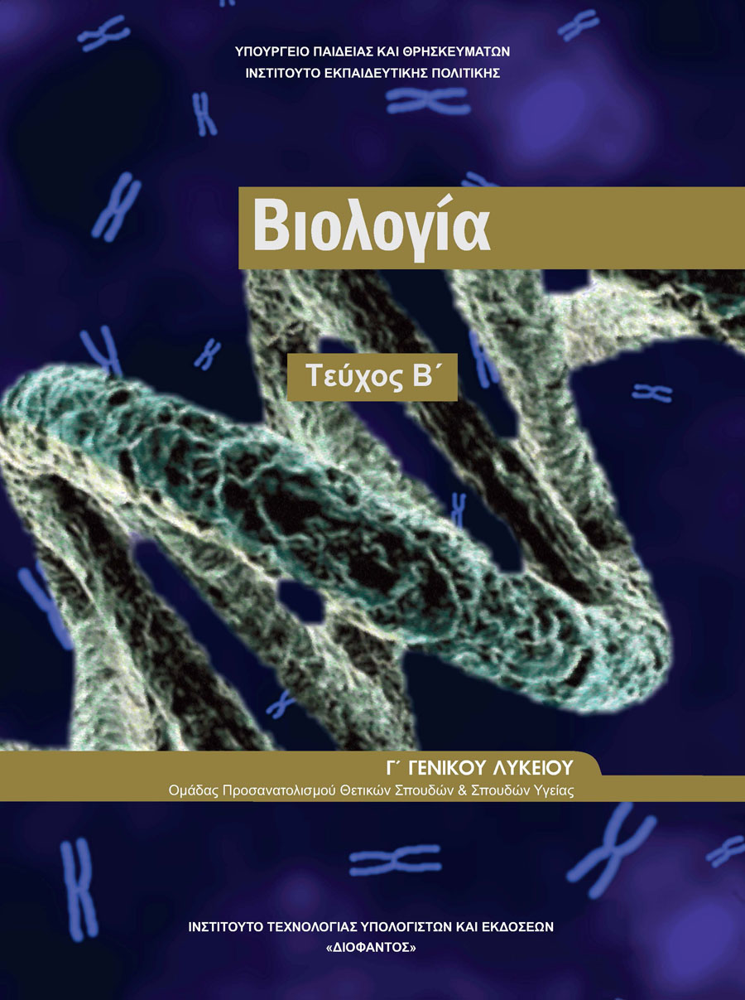 ΥΠΟΥΡΓΕΙΟ ΠΑΙΔΕΙΑΣ ΚΑΙ ΘΡΗΣΚΕΥΜΑΤΩΝ
ΙΝΣΤΙΤΟΥΤΟ ΕΚΠΑΙΔΕΥΤΙΚΗΣ ΠΟΛΙΤΙΚΗΣ
Βιολογία
Τεύχος Β΄
Γ΄ ΓΕΝΙΚΟΥ ΛΥΚΕΙΟΥ
Ομάδας Προσανατολισμού Θετικών Σπουδών & Σπουδών Υγείας
ΙΝΣΤΙΤΟΥΤΟ ΤΕΧΝΟΛΟΓΙΑΣ ΥΠΟΛΟΓΙΣΤΩΝ ΚΑΙ ΕΚΔΟΣΕΩΝ
«ΔΙΟΦΑΝΤΟΣ»